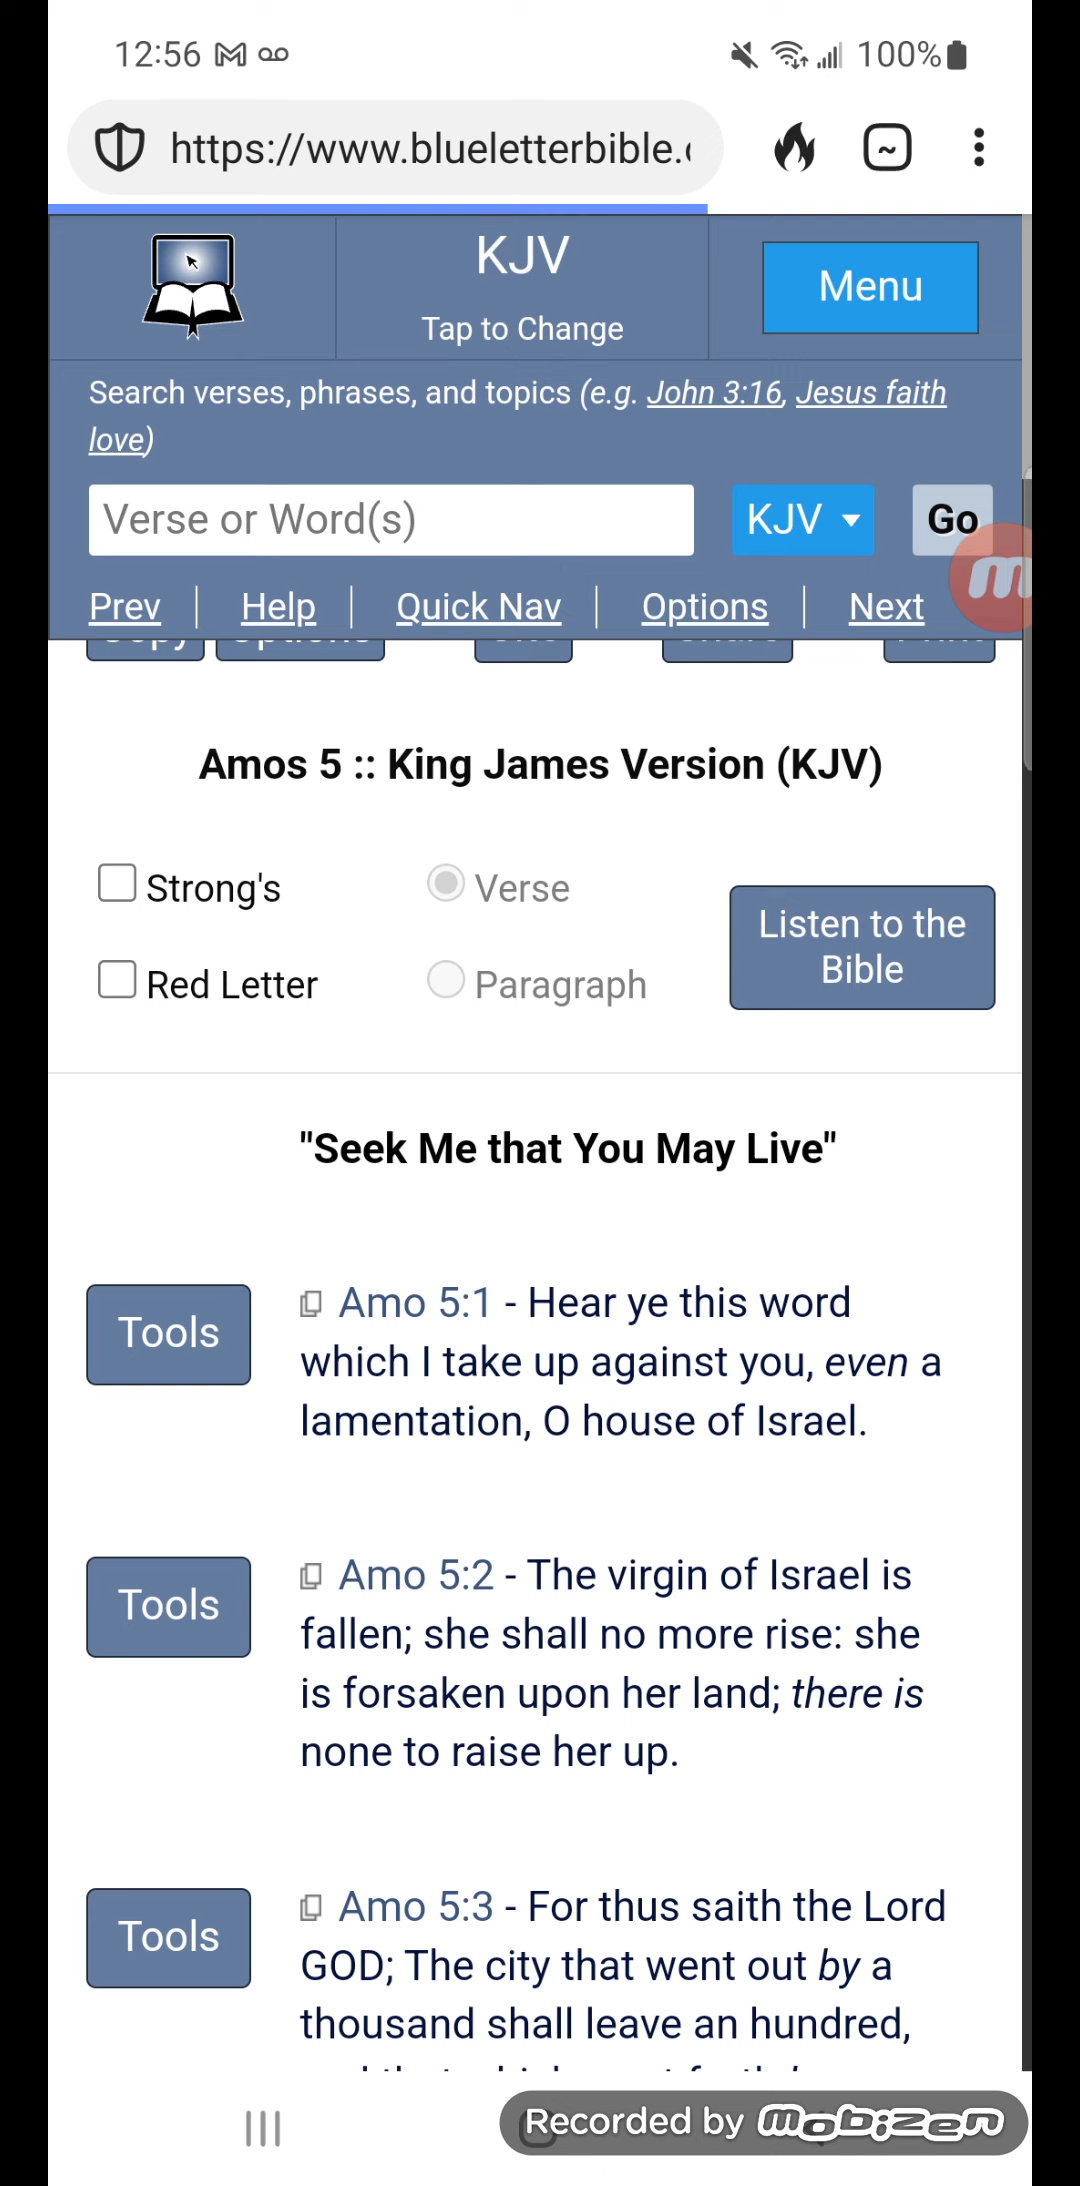 12:56
100%
https://www.blueletterbible.
KJV
Tap to Change
Menu
Search verses, phrases, and topics (e.g. John 3:16, Jesus faith
love)
Verse or Word(s)
KJV
Go
Prev
Help
Quick Nav
Options
Next
Copy
Options
Amos 5 :: King James Version (KJV)
Strong's
Verse
Red Letter
Paragraph
Listen to the
Bible
"Seek Me that You May Live"
Tools
Amo 5:1 - Hear ye this word
which I take up against you, even a
lamentation, O house of Israel.
Tools
Amo 5:2 - The virgin of Israel is
fallen; she shall no more rise: she
is forsaken upon her land; there is
none to raise her up.
Tools
Amo 5:3 - For thus saith the Lord
GOD; The city that went out by a
thousand shall leave an hundred,
Recorded by mobizen